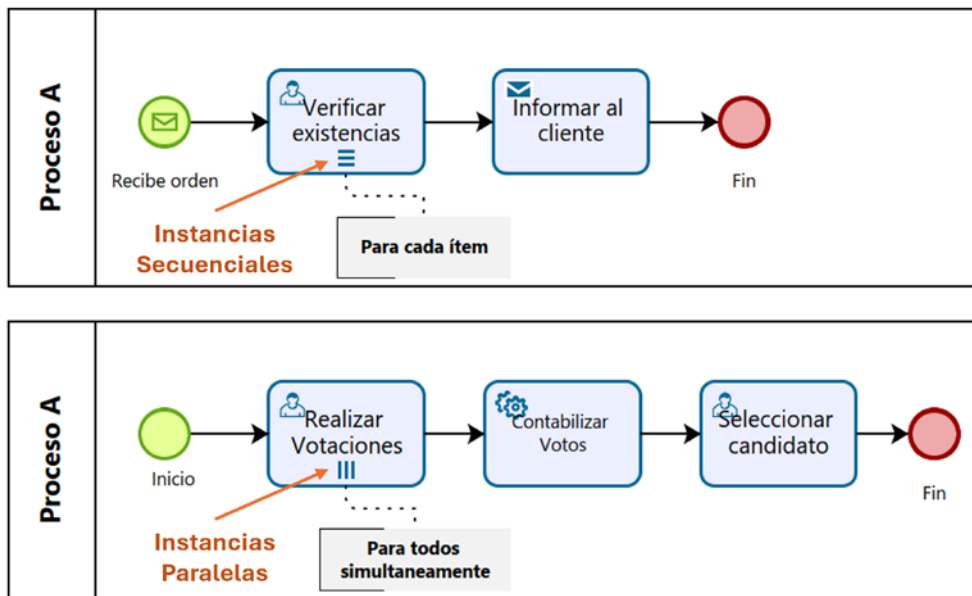 Proceso A
Verificar
existencias
Informar al
cliente
Recibe orden
Fin
Instancias
Secuenciales
Para cada ítem
Proceso A
Realizar
Votaciones
Contabilizar
Votos
Seleccionar
candidato
Inicio
Fin
Instancias
Paralelas
Para todos
simultaneamente